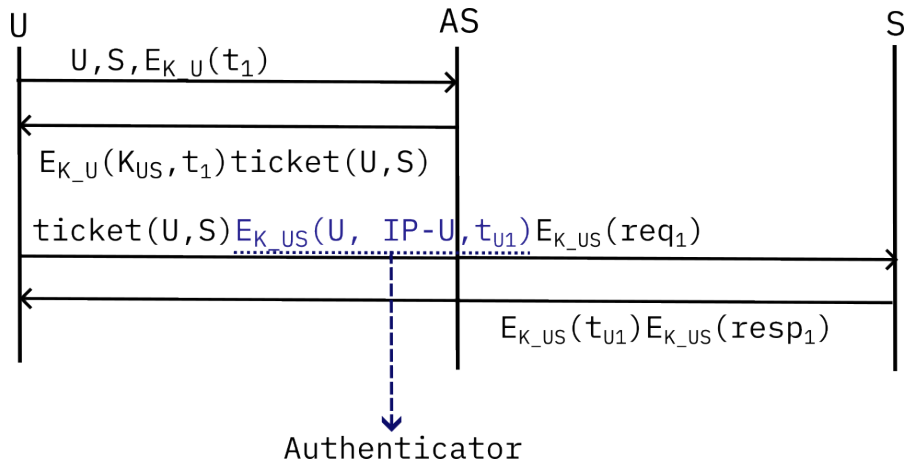 U AS S
U,S,E_K_U(t₁)
E_K_U(K_US,t₁)ticket(U,S)
ticket(U,S)E_K_US(U, IP-U,t_U1)E_K_US(req₁)
E_K_US(t_U1)E_K_US(resp₁)
Authenticator